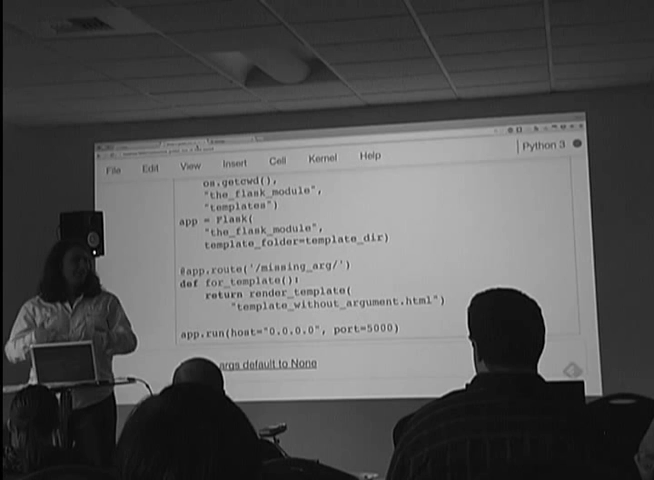 File Edit View Insert Cell Kernel Help Python 3
os.getcwd(),
"the_flask_module",
"templates")
app = Flask(
"the_flask_module",
template_folder=template_dir)
@app.route('/missing_arg/')
def for_template():
return render_template(
"template_without_argument.html")
app.run(host="0.0.0.0", port=5000)
args default to None